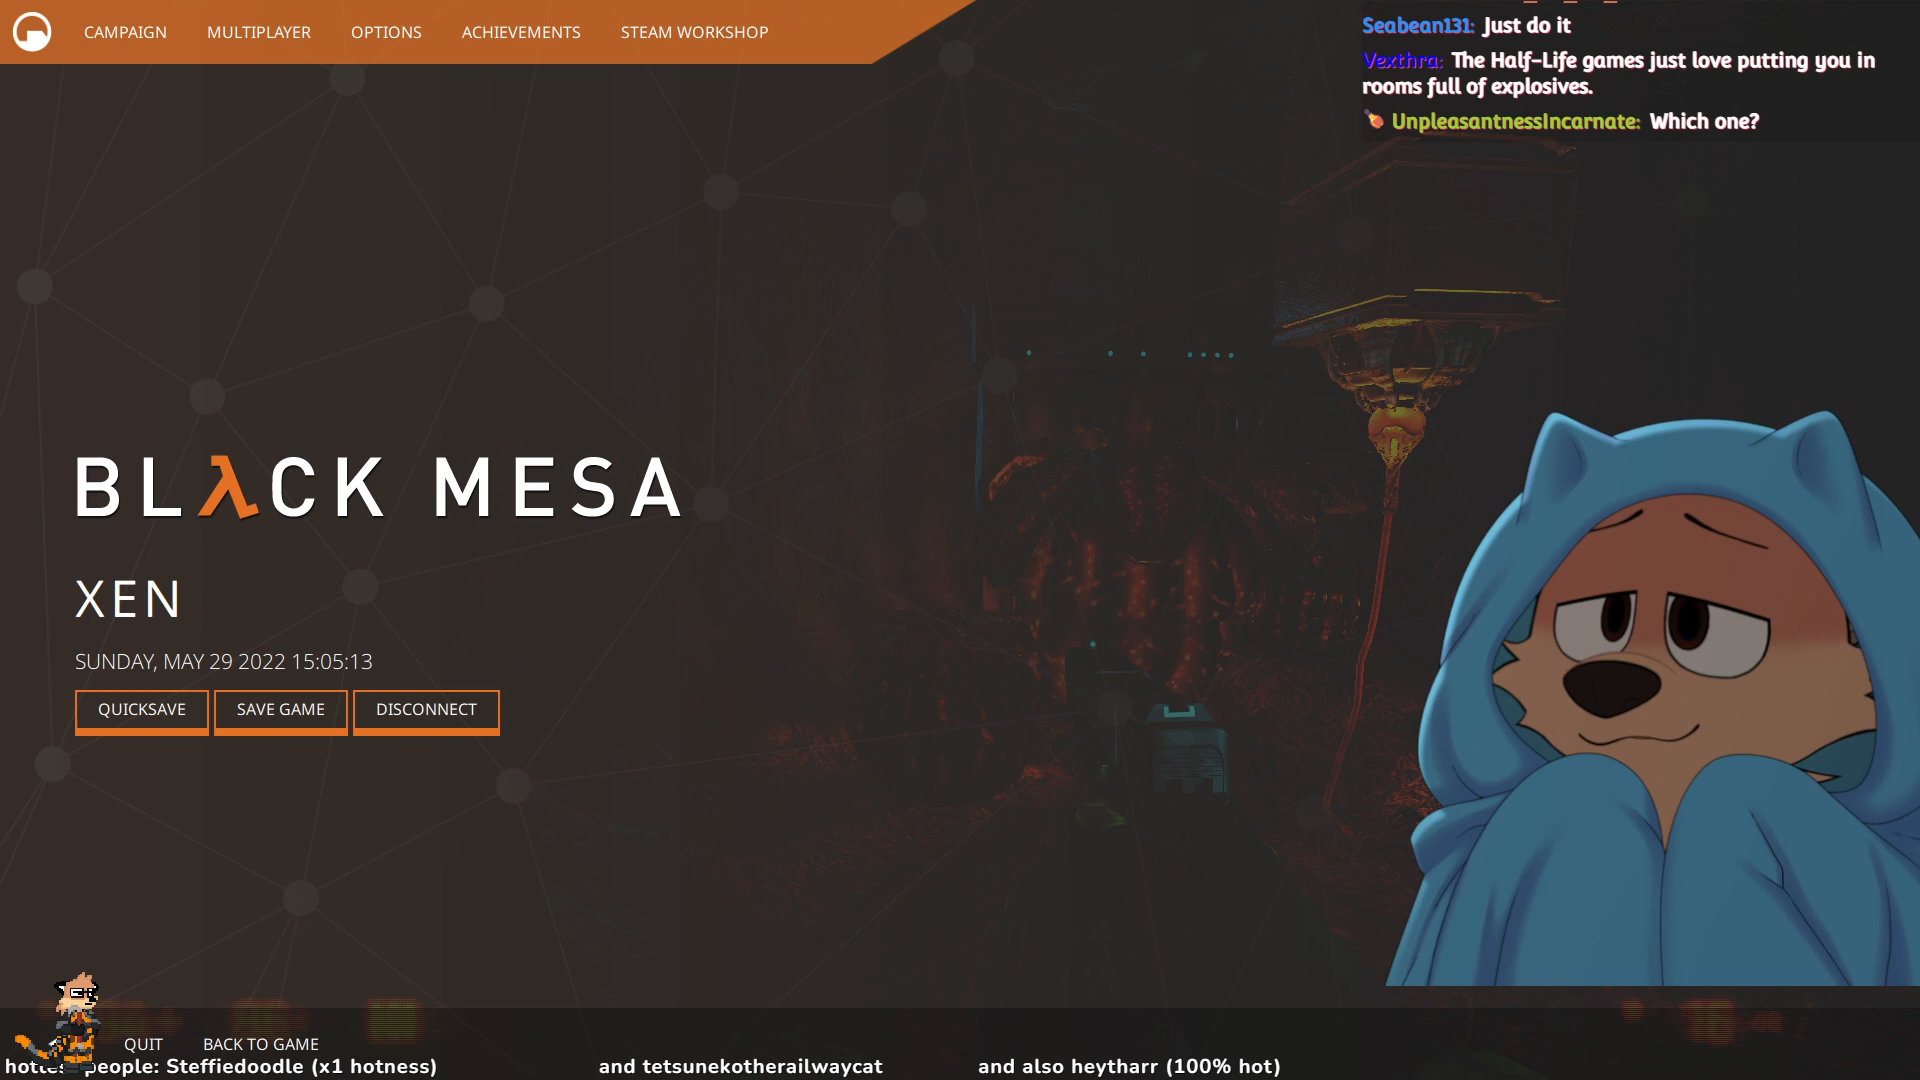 CAMPAIGN MULTIPLAYER OPTIONS ACHIEVEMENTS STEAM WORKSHOP
Seabean131: Just do it
Vexthra: The Half-Life games just love putting you in
rooms full of explosives.
UnpleasantnessIncarnate: Which one?
BLλCK MESA
XEN
SUNDAY, MAY 29 2022 15:05:13
QUICKSAVE SAVE GAME DISCONNECT
QUIT BACK TO GAME
people: Steffiedoodle (x1 hotness) and tetsunekotherailwaycat and also heytharr (100% hot)